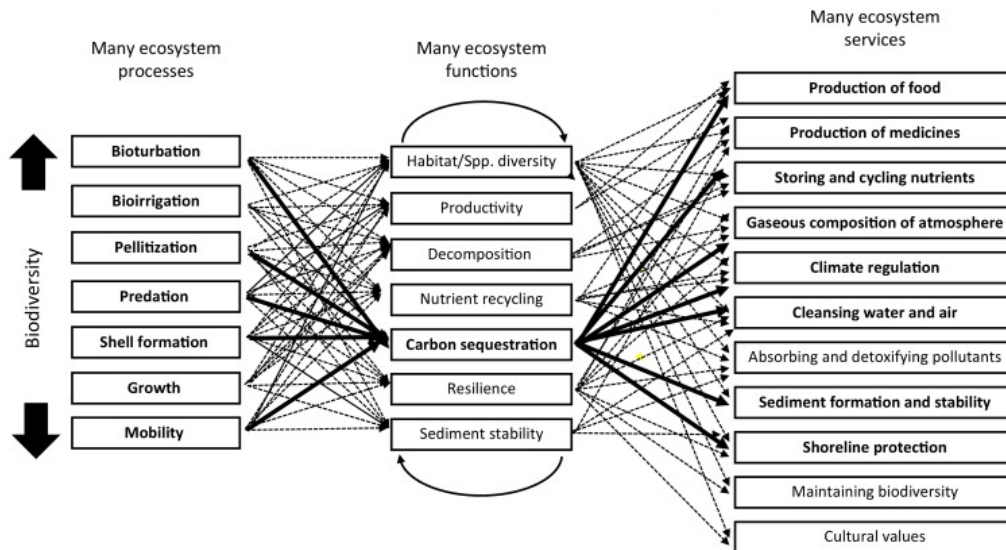 Many ecosystem
processes
Many ecosystem
functions
Many ecosystem
services
Biodiversity
Bioturbation
Bioirrigation
Pellitization
Predation
Shell formation
Growth
Mobility
Habitat/Spp. diversity
Productivity
Decomposition
Nutrient recycling
Carbon sequestration
Resilience
Sediment stability
Production of food
Production of medicines
Storing and cycling nutrients
Gaseous composition of atmosphere
Climate regulation
Cleansing water and air
Absorbing and detoxifying pollutants
Sediment formation and stability
Shoreline protection
Maintaining biodiversity
Cultural values